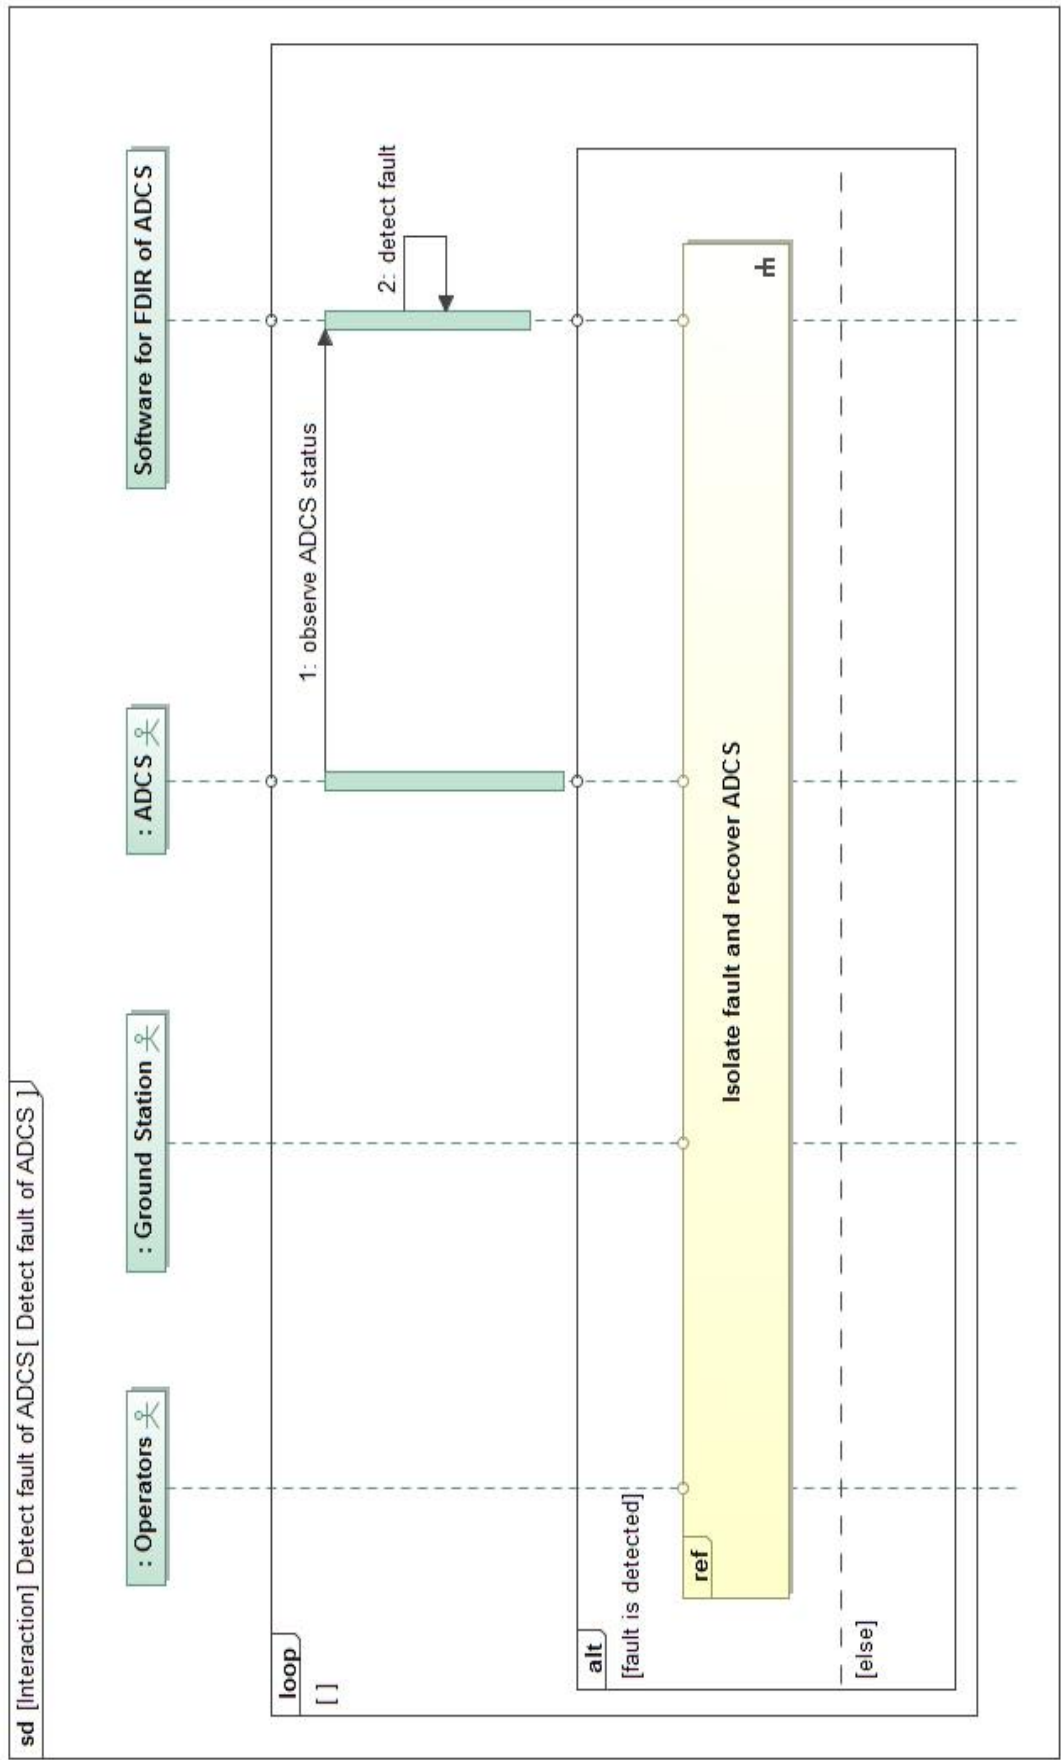 sd [Interaction] Detect fault of ADCS [ Detect fault of ADCS ]
: Operators
: Ground Station
: ADCS
Software for FDIR of ADCS
loop
[ ]
1: observe ADCS status
2: detect fault
alt
[fault is detected]
ref
Isolate fault and recover ADCS
[else]